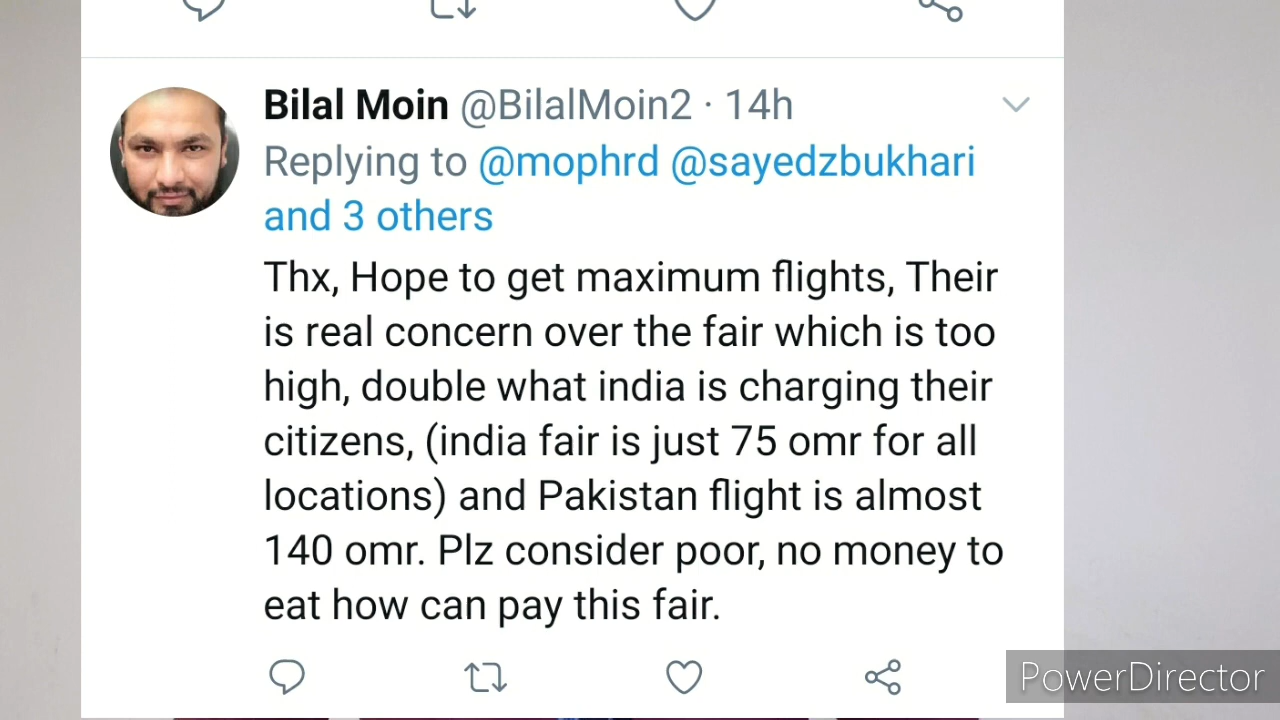 Bilal Moin @BilalMoin2 · 14h
Replying to @mophrd @sayedzbukhari
and 3 others
Thx, Hope to get maximum flights, Their
is real concern over the fair which is too
high, double what india is charging their
citizens, (india fair is just 75 omr for all
locations) and Pakistan flight is almost
140 omr. Plz consider poor, no money to
eat how can pay this fair.
PowerDirector